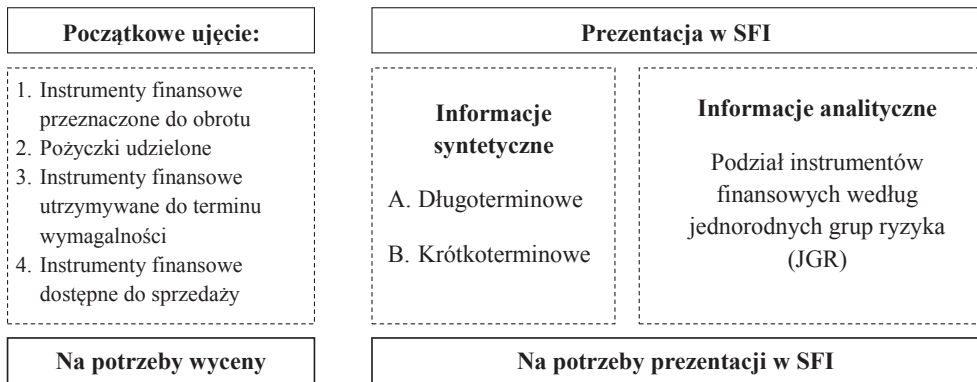 Początkowe ujęcie:
1. Instrumenty finansowe
przeznaczone do obrotu
2. Pożyczki udzielone
3. Instrumenty finansowe
utrzymywane do terminu
wymagalności
4. Instrumenty finansowe
dostępne do sprzedaży
Na potrzeby wyceny
Prezentacja w SFI
Informacje
syntetyczne
A. Długoterminowe
B. Krótkoterminowe
Informacje analityczne
Podział instrumentów
finansowych według
jednorodnych grup ryzyka
(JGR)
Na potrzeby prezentacji w SFI